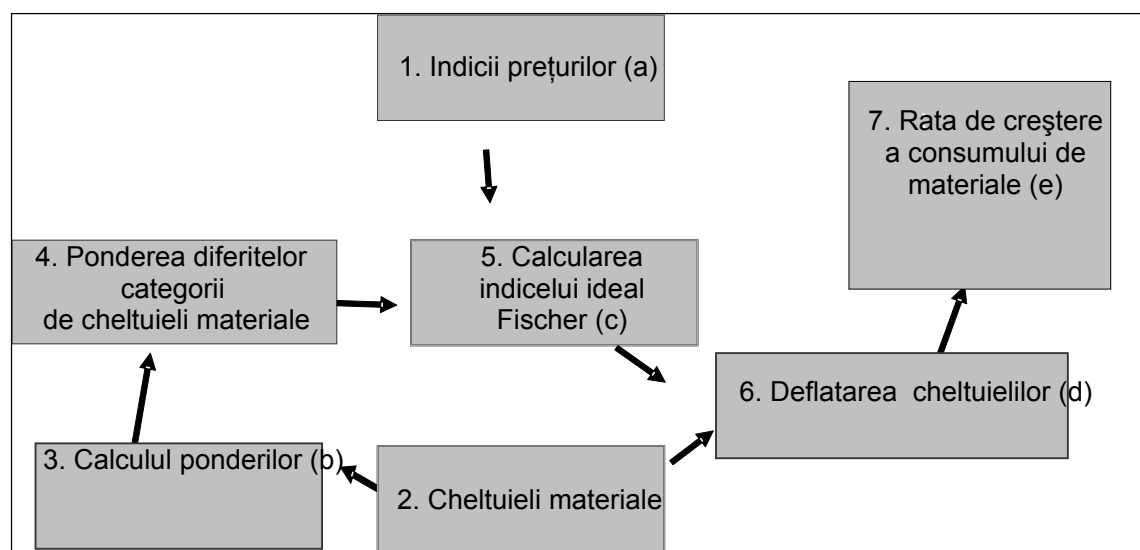 1. Indicii prețurilor (a)
7. Rata de creştere
a consumului de
materiale (e)
4. Ponderea diferitelor
categorii
de cheltuieli materiale
5. Calcularea
indicelui ideal
Fischer (c)
6. Deflatarea  cheltuielilor (d)
3. Calculul ponderilor (b)
2. Cheltuieli materiale